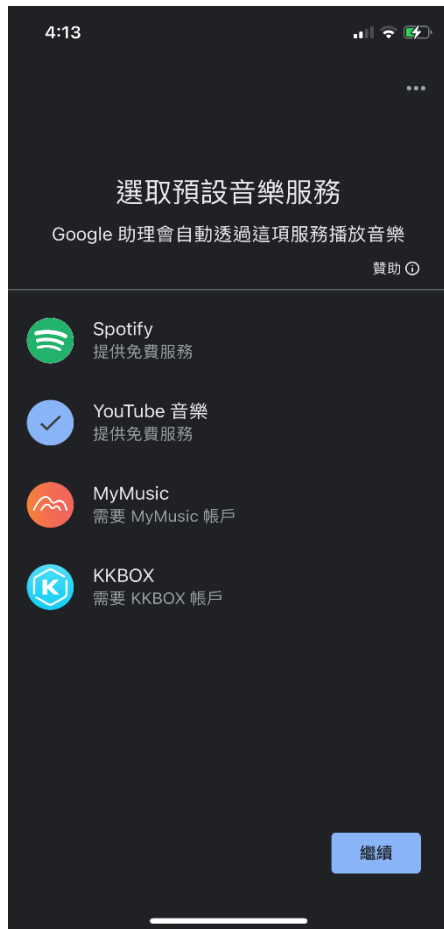 4:13
選取預設音樂服務
Google 助理會自動透過這項服務播放音樂
贊助
Spotify
提供免費服務
YouTube 音樂
提供免費服務
MyMusic
需要 MyMusic 帳戶
KKBOX
需要 KKBOX 帳戶
繼續